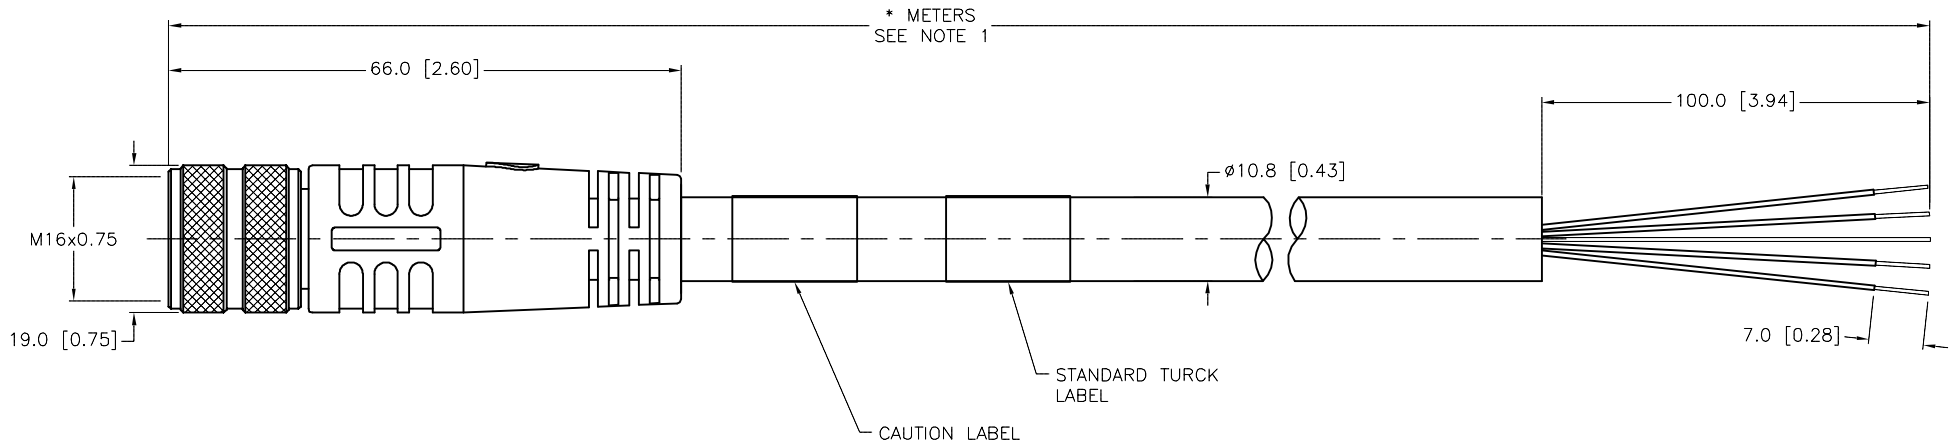 * METERS
SEE NOTE 1
66.0 [2.60]
100.0 [3.94]
ø10.8 [0.43]
M16x0.75
19.0 [0.75]
7.0 [0.28]
STANDARD TURCK
LABEL
CAUTION LABEL